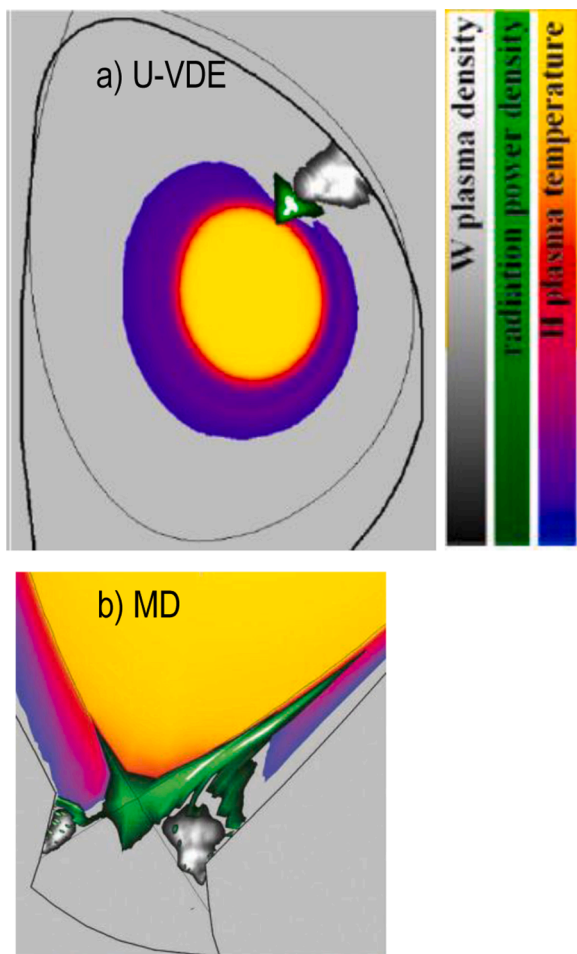 a) U-VDE
W plasma density
radiation power density
H plasma temperature
b) MD